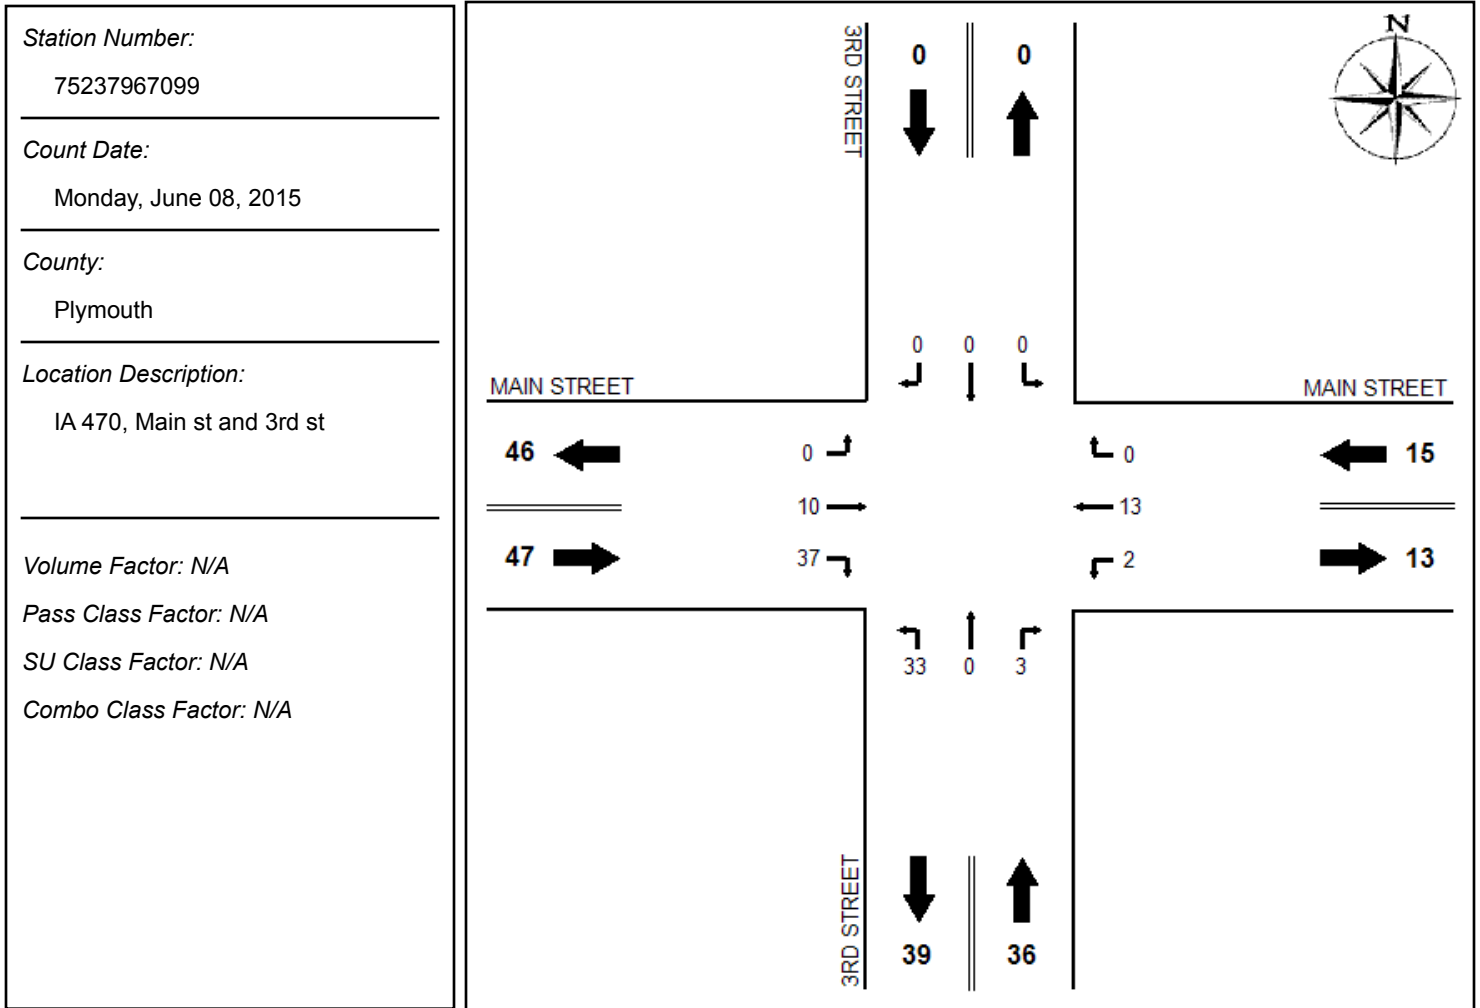 Station Number:
75237967099
Count Date:
Monday, June 08, 2015
County:
Plymouth
Location Description:
IA 470, Main st and 3rd st
Volume Factor: N/A
Pass Class Factor: N/A
SU Class Factor: N/A
Combo Class Factor: N/A
N
3RD STREET
0 0
0 0 0
MAIN STREET MAIN STREET
46 0 0 15
10 13
47 37 2 13
33 0 3
3RD STREET
39 36